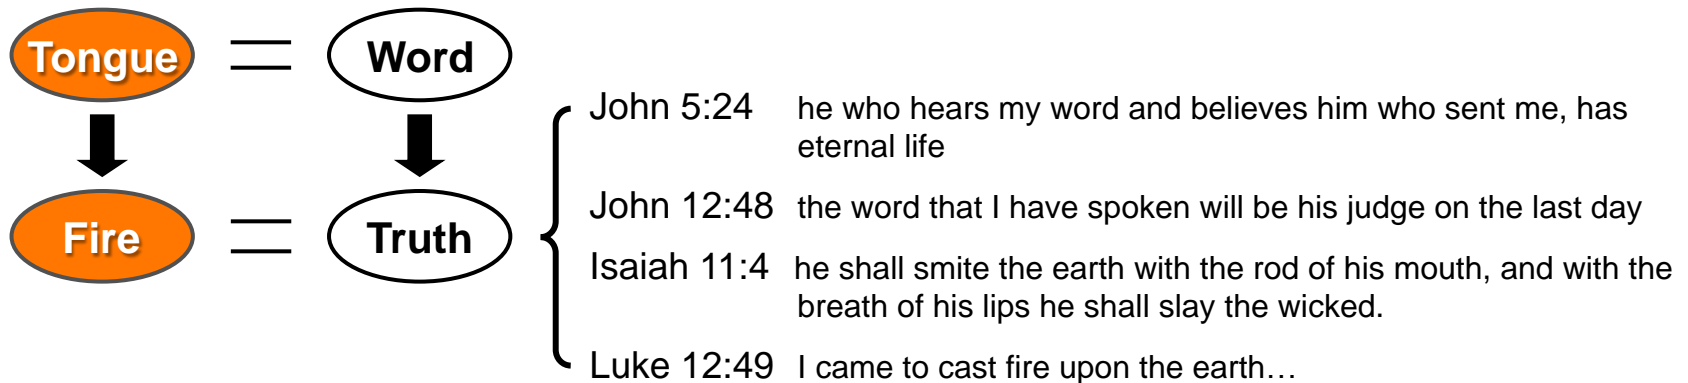 Tongue = Word
John 5:24 he who hears my word and believes him who sent me, has
eternal life
Fire = Truth
John 12:48 the word that I have spoken will be his judge on the last day
Isaiah 11:4 he shall smite the earth with the rod of his mouth, and with the
breath of his lips he shall slay the wicked.
Luke 12:49 I came to cast fire upon the earth…